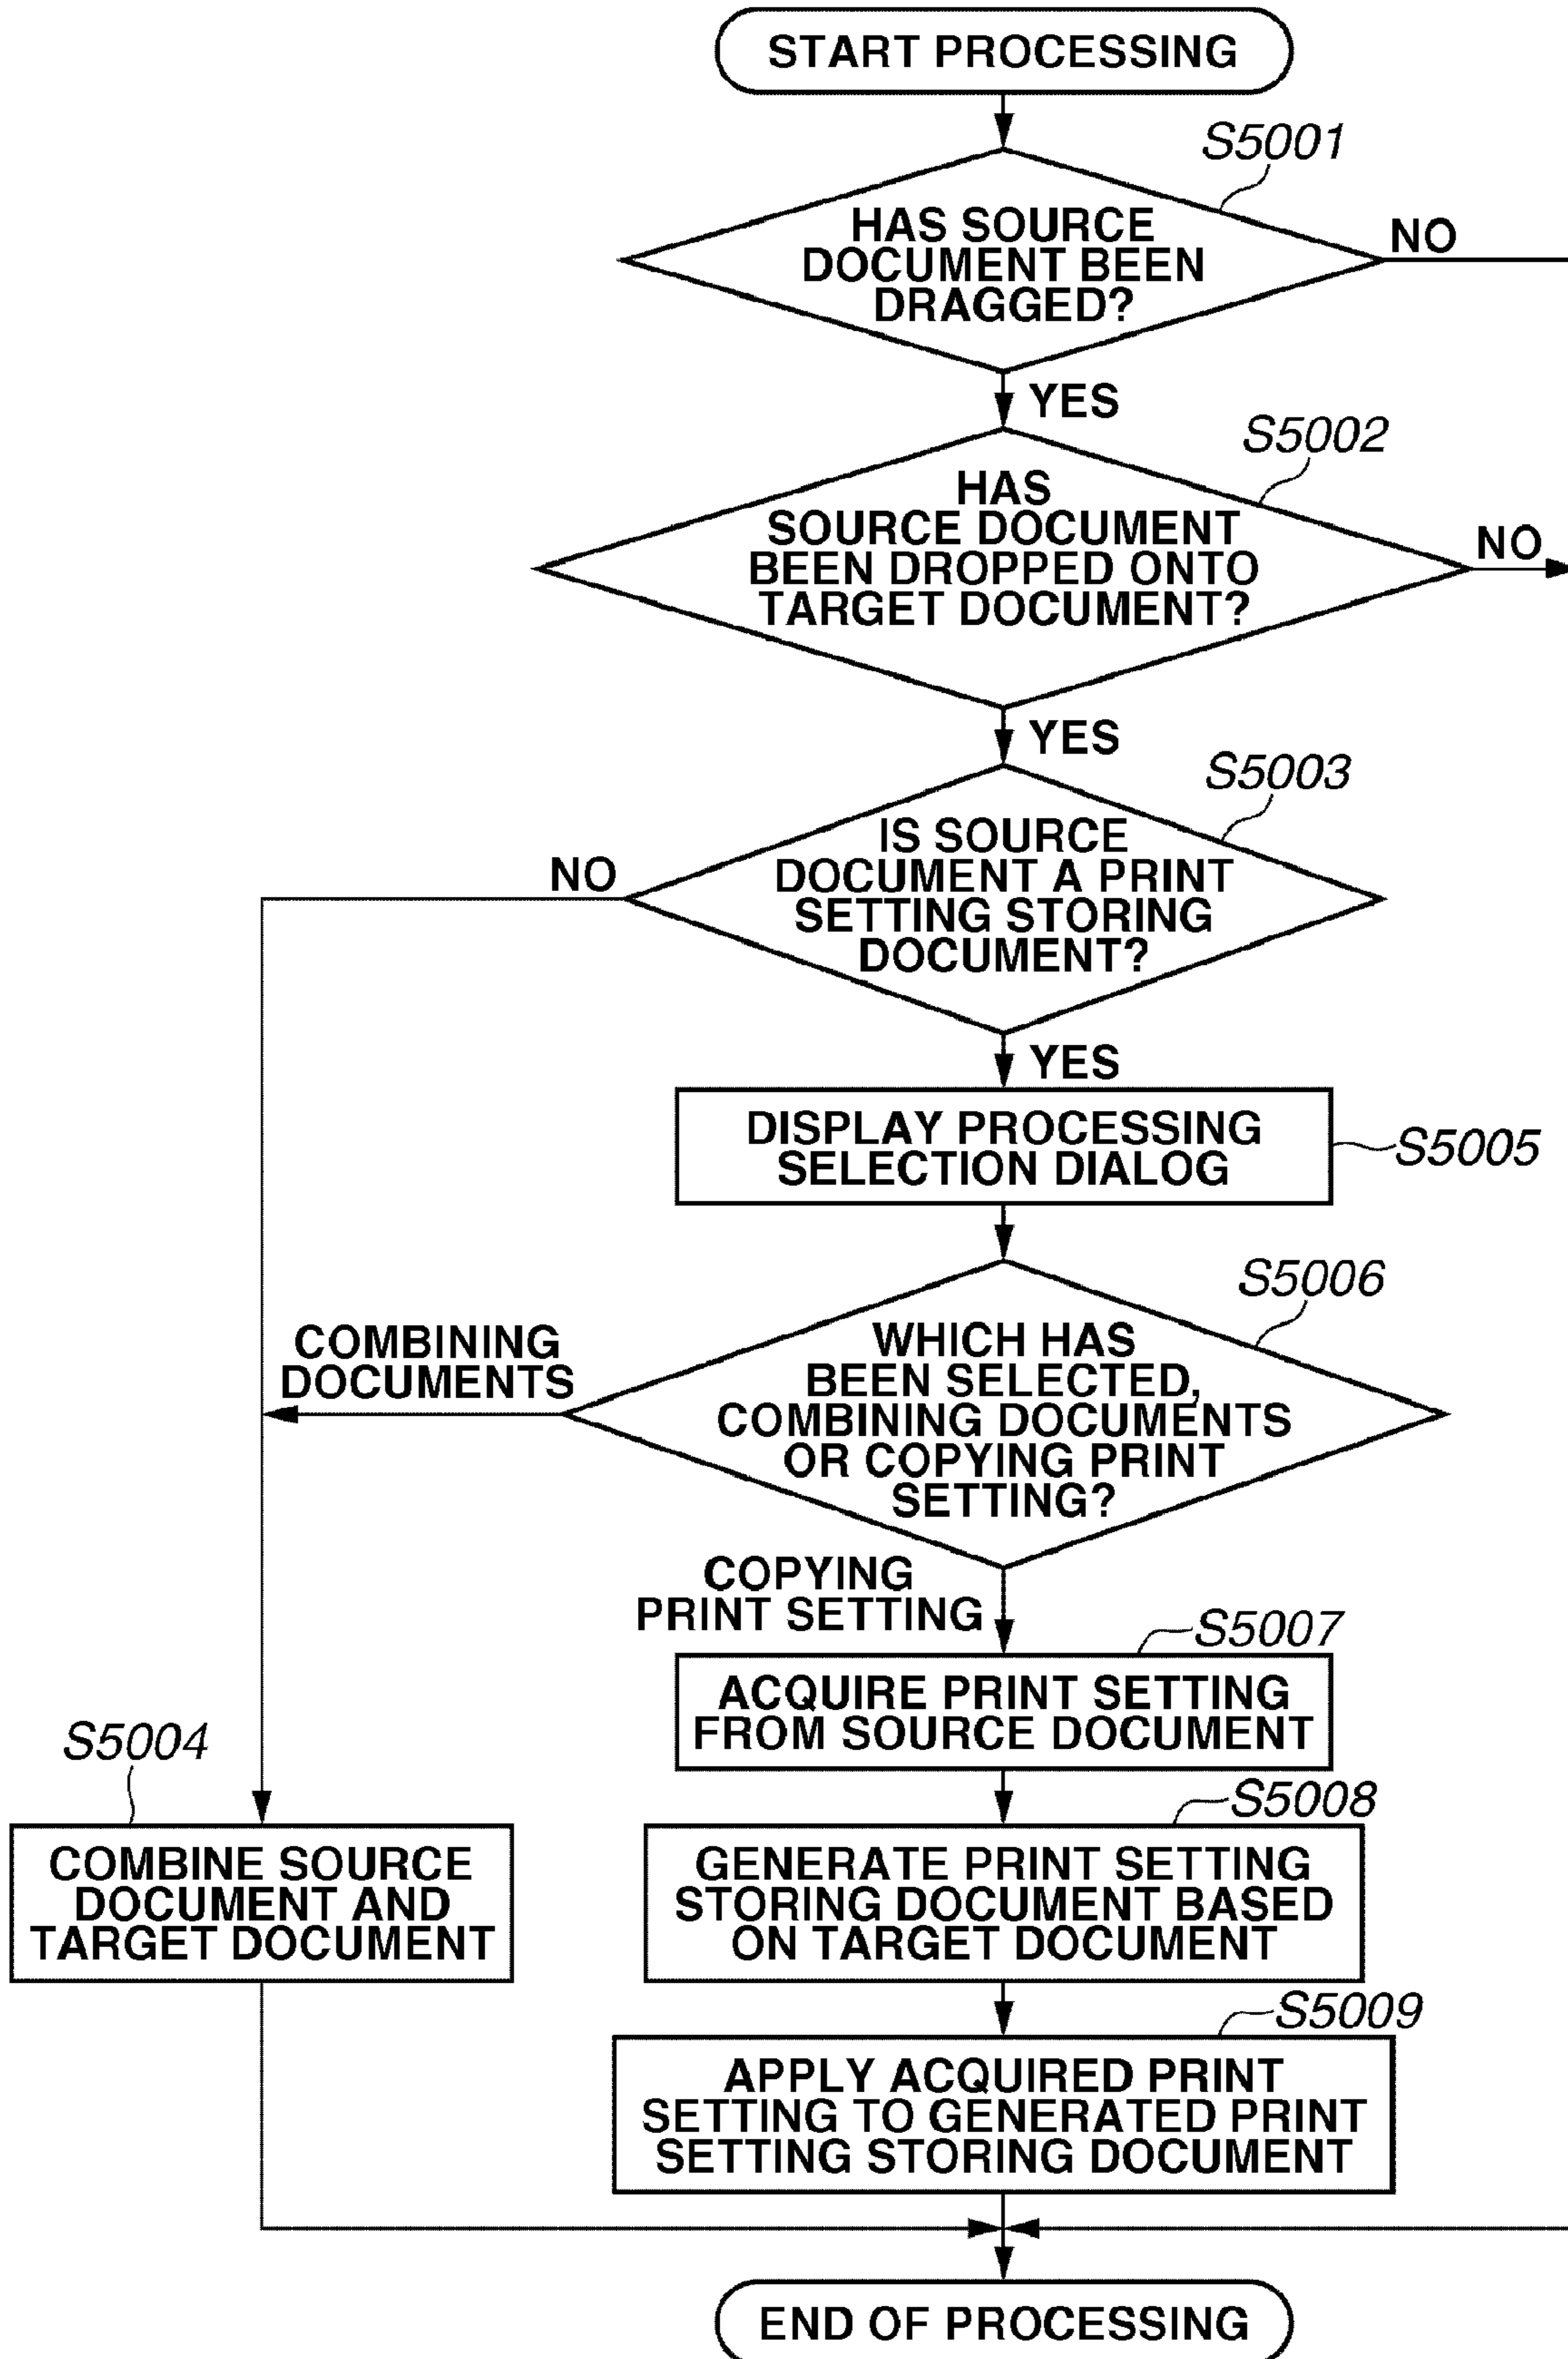 START PROCESSING
S5001
HAS SOURCE
DOCUMENT BEEN
DRAGGED?
NO
YES
S5002
HAS
SOURCE DOCUMENT
BEEN DROPPED ONTO
TARGET DOCUMENT?
NO
YES
S5003
IS SOURCE
DOCUMENT A PRINT
SETTING STORING
DOCUMENT?
NO
YES
DISPLAY PROCESSING
SELECTION DIALOG
S5005
S5006
WHICH HAS
BEEN SELECTED,
COMBINING DOCUMENTS
OR COPYING PRINT
SETTING?
COMBINING
DOCUMENTS
COPYING
PRINT SETTING
S5007
ACQUIRE PRINT SETTING
FROM SOURCE DOCUMENT
S5004
COMBINE SOURCE
DOCUMENT AND
TARGET DOCUMENT
S5008
GENERATE PRINT SETTING
STORING DOCUMENT BASED
ON TARGET DOCUMENT
S5009
APPLY ACQUIRED PRINT
SETTING TO GENERATED PRINT
SETTING STORING DOCUMENT
END OF PROCESSING